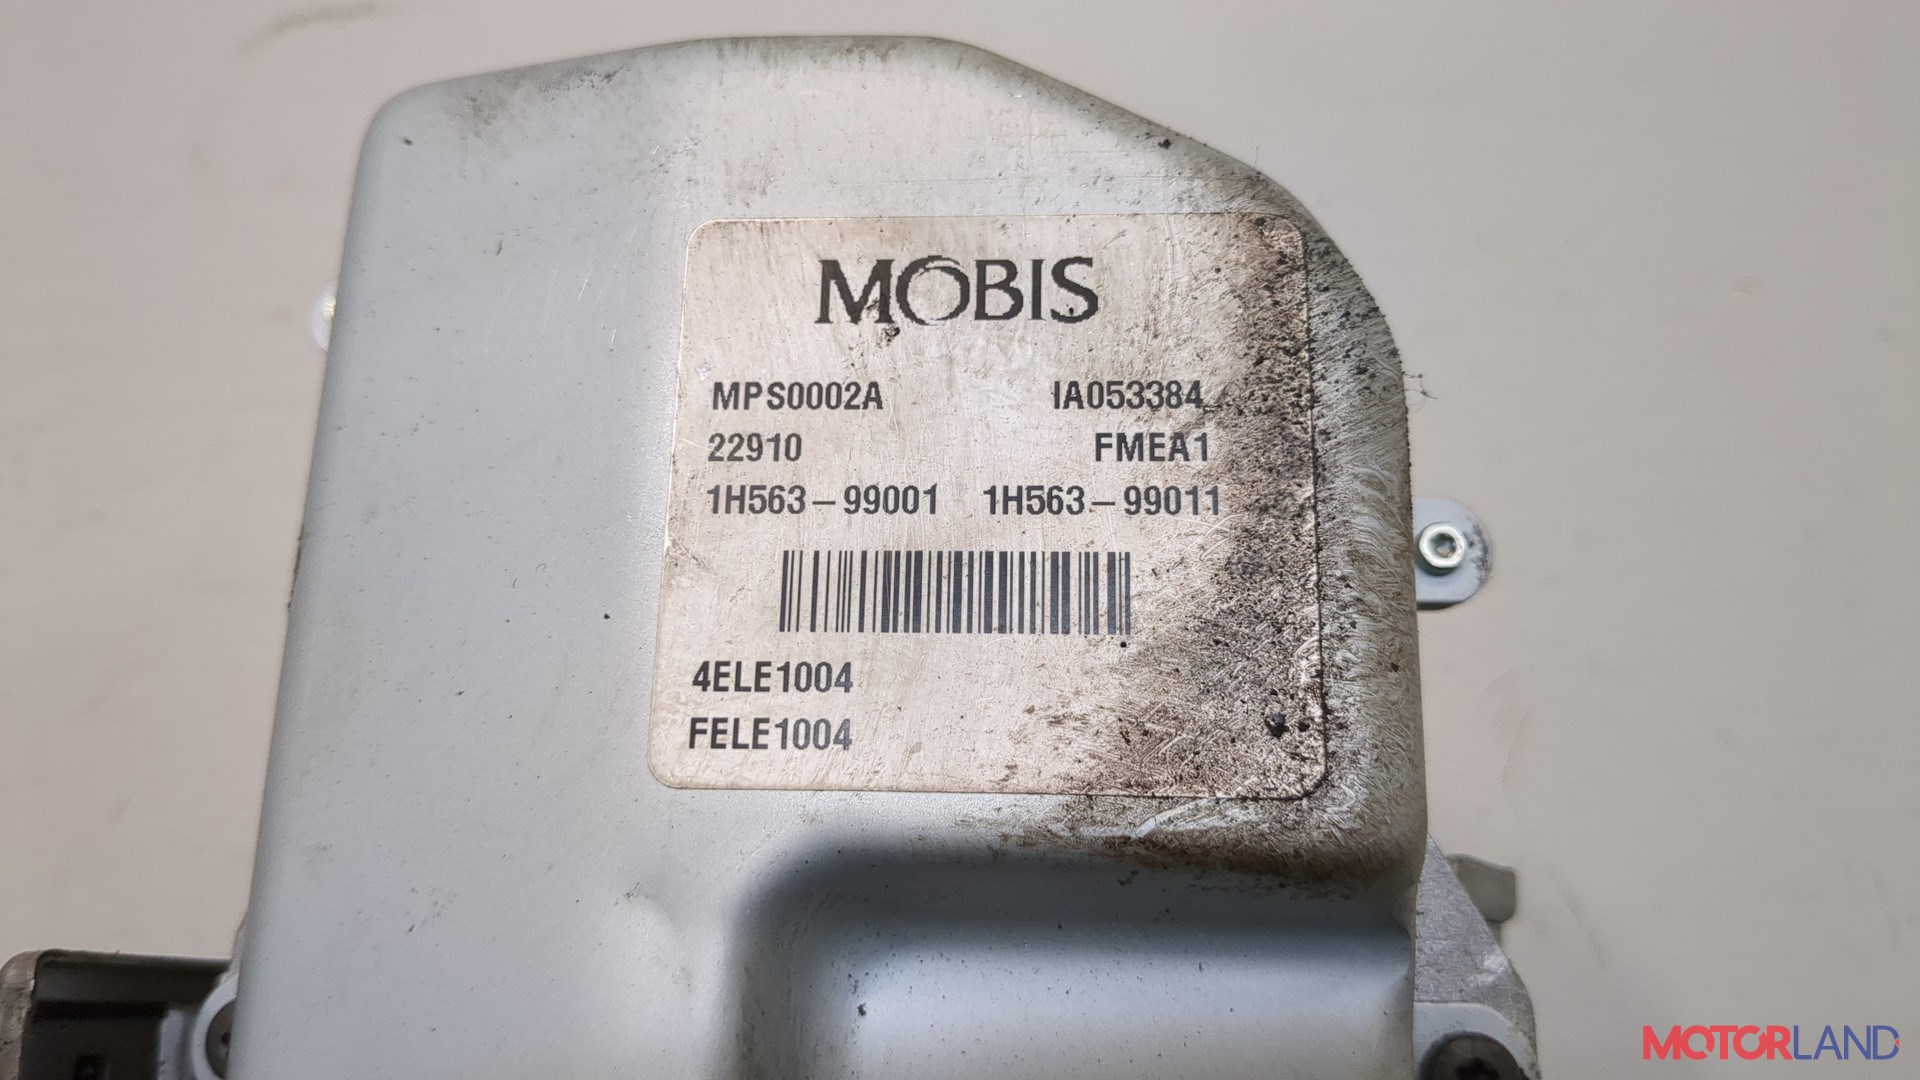 MOBIS
MPS0002A IA053384
22910 FMEA1
1H563-99001 1H563-99011
4ELE1004
FELE1004
MOTORLAND